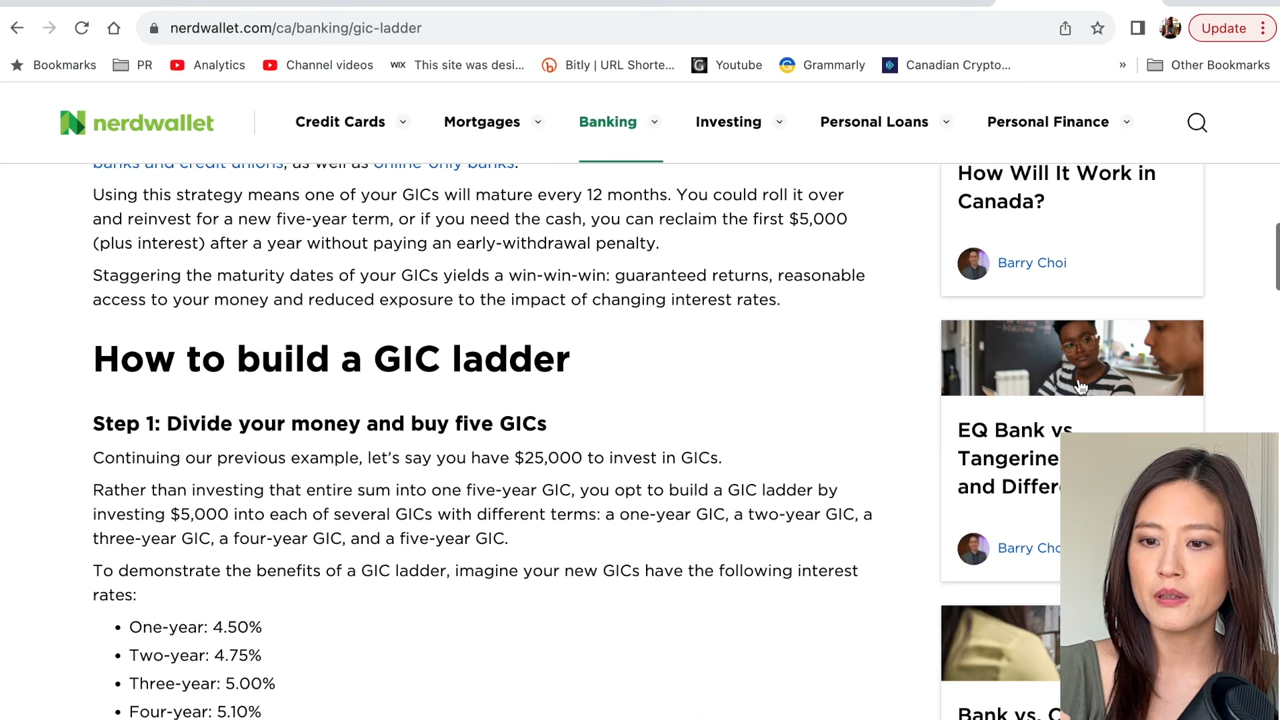 nerdwallet.com/ca/banking/gic-ladder
Update
Bookmarks
PR
Analytics
Channel videos
WIX This site was desi...
Bitly | URL Shorte...
Youtube
Grammarly
Canadian Crypto...
»
Other Bookmarks
nerdwallet
Credit Cards
Mortgages
Banking
Investing
Personal Loans
Personal Finance
banks and credit unions, as well as online-only banks.
Using this strategy means one of your GICs will mature every 12 months. You could roll it over
and reinvest for a new five-year term, or if you need the cash, you can reclaim the first $5,000
(plus interest) after a year without paying an early-withdrawal penalty.
Staggering the maturity dates of your GICs yields a win-win-win: guaranteed returns, reasonable
access to your money and reduced exposure to the impact of changing interest rates.
How to build a GIC ladder
Step 1: Divide your money and buy five GICs
Continuing our previous example, let's say you have $25,000 to invest in GICs.
Rather than investing that entire sum into one five-year GIC, you opt to build a GIC ladder by
investing $5,000 into each of several GICs with different terms: a one-year GIC, a two-year GIC, a
three-year GIC, a four-year GIC, and a five-year GIC.
To demonstrate the benefits of a GIC ladder, imagine your new GICs have the following interest
rates:
• One-year: 4.50%
• Two-year: 4.75%
• Three-year: 5.00%
• Four-year: 5.10%
How Will It Work in
Canada?
Barry Choi
EQ Bank vs
Tangerine
and Differ
Barry Cho
Bank vs. C